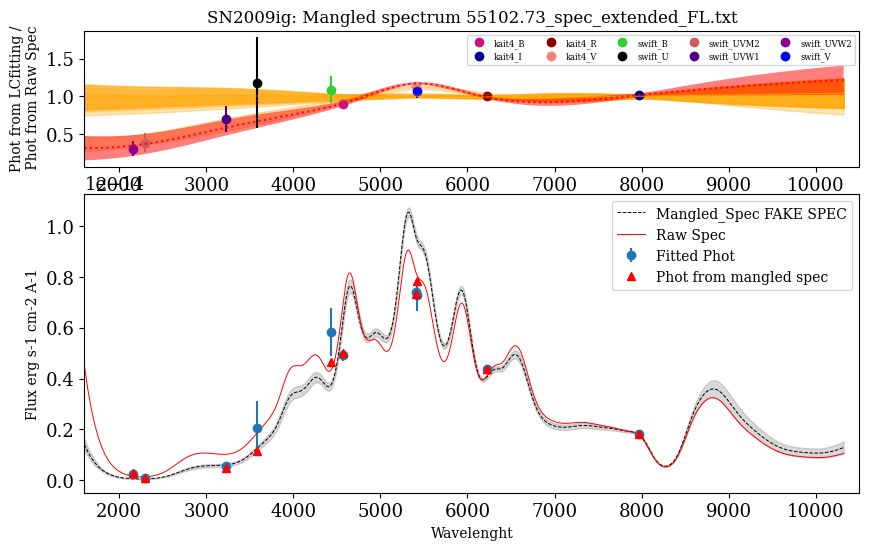 SN2009ig: Mangled spectrum 55102.73_spec_extended_FL.txt
Phot from LCfitting /
Phot from Raw Spec
1.5
1.0
0.5
kait4_B
kait4_I
kait4_R
kait4_V
swift_B
swift_U
swift_UVM2
swift_UVW1
swift_UVW2
swift_V
2000 3000 4000 5000 6000 7000 8000 9000 10000
1e−14
Flux erg s-1 cm-2 A-1
1.0
0.8
0.6
0.4
0.2
0.0
Mangled_Spec FAKE SPEC
Raw Spec
Fitted Phot
Phot from mangled spec
2000 3000 4000 5000 6000 7000 8000 9000 10000
Wavelenght